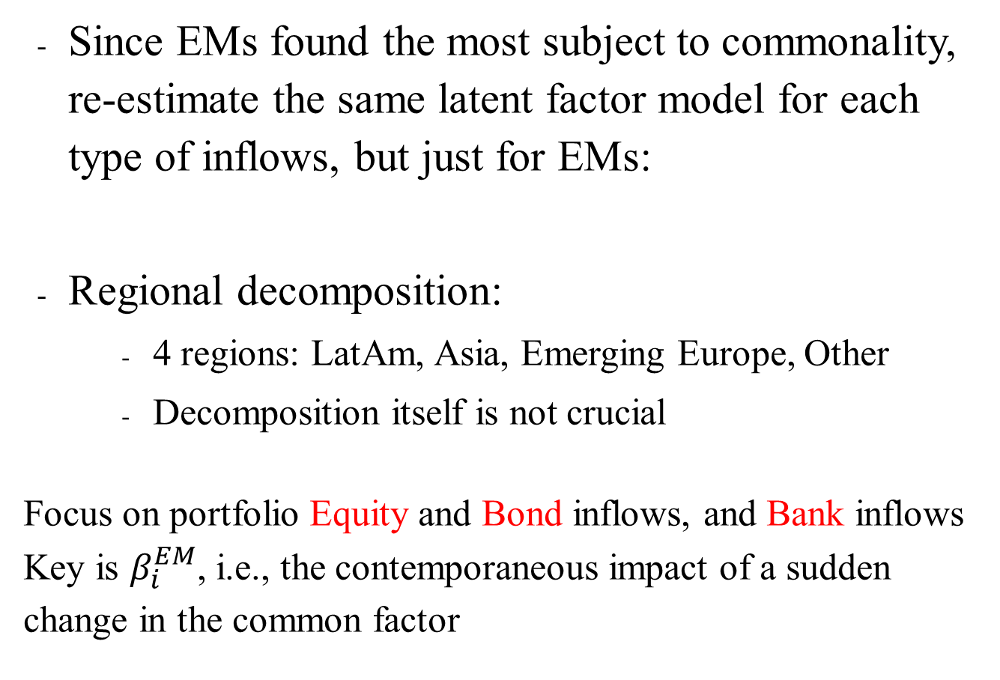 - Since EMs found the most subject to commonality,
re-estimate the same latent factor model for each
type of inflows, but just for EMs:
- Regional decomposition:
- 4 regions: LatAm, Asia, Emerging Europe, Other
- Decomposition itself is not crucial
Focus on portfolio Equity and Bond inflows, and Bank inflows
Key is $\beta_i^{EM}$, i.e., the contemporaneous impact of a sudden
change in the common factor